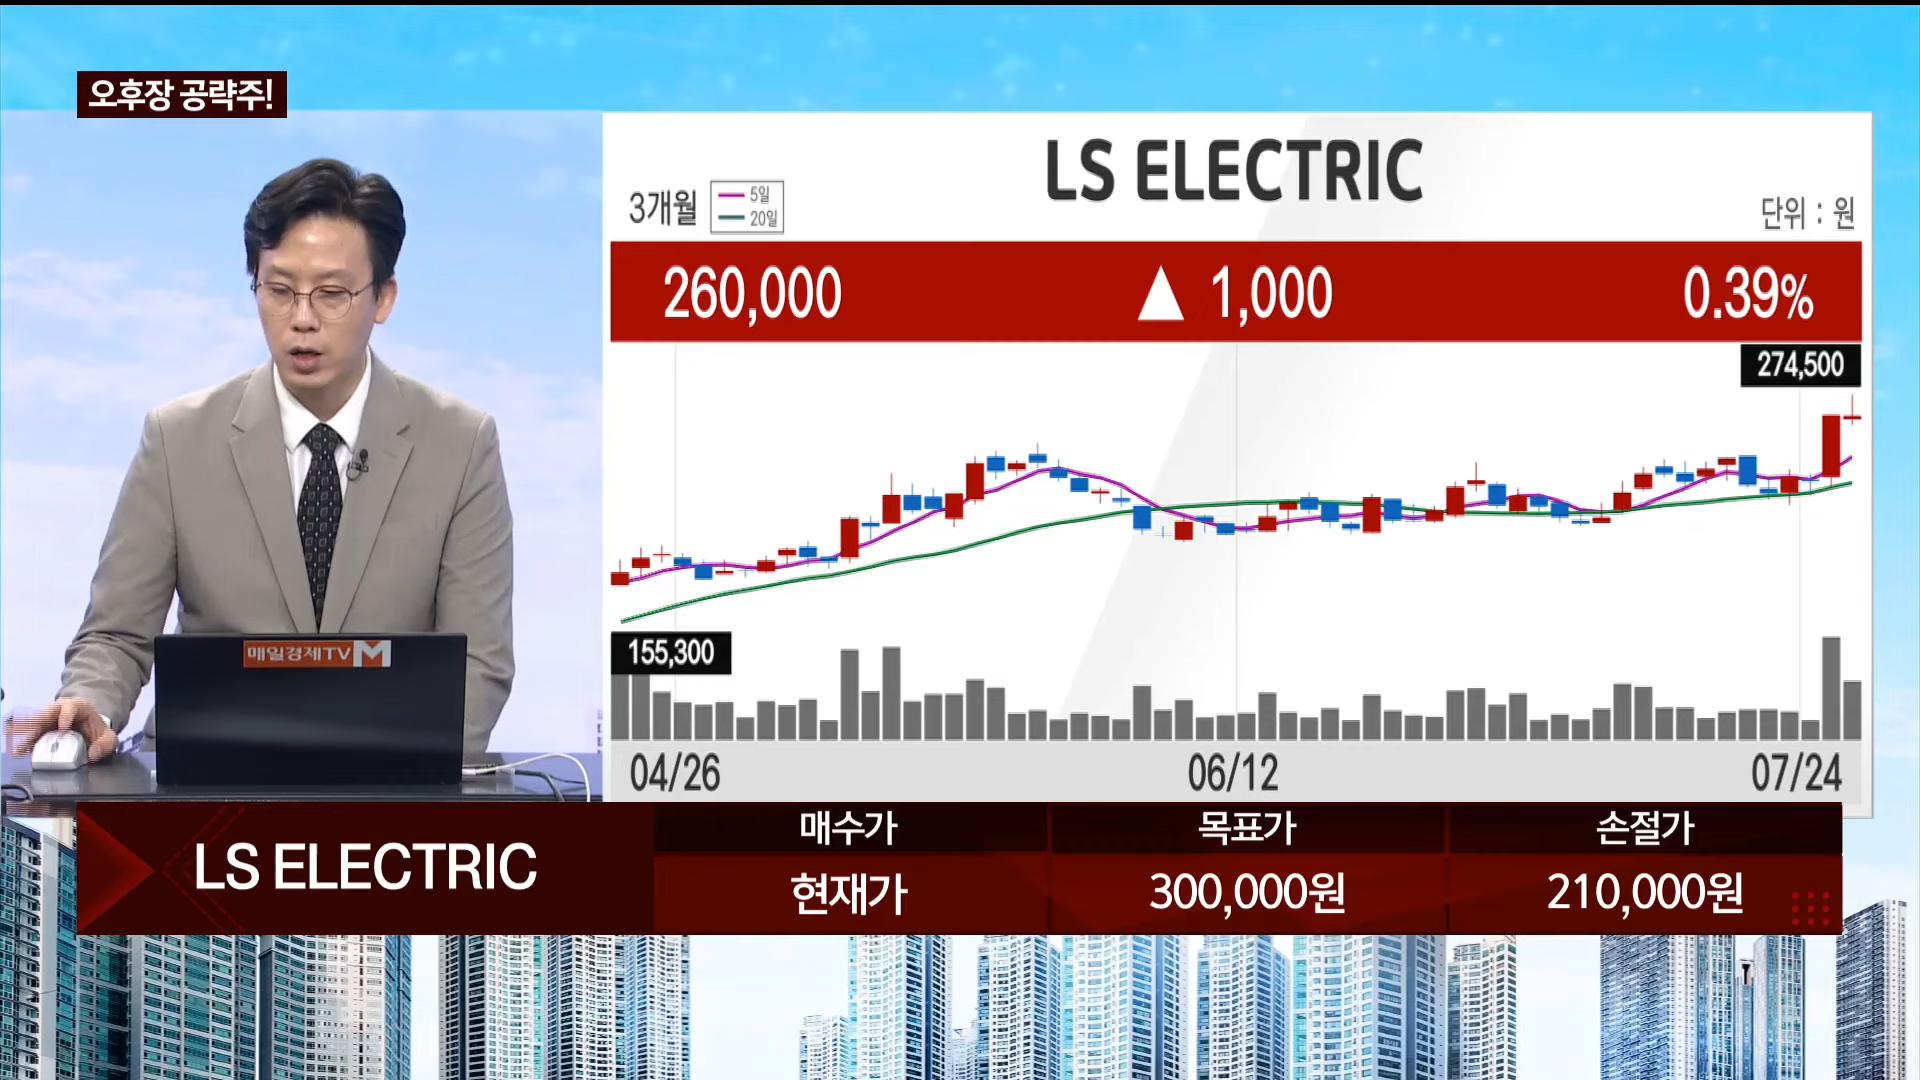 오후장 공략주!
LS ELECTRIC
3개월
5일
20일
단위 : 원
260,000 ▲ 1,000 0.39%
274,500
155,300
04/26 06/12 07/24
매일경제TV M
LS ELECTRIC
매수가 목표가 손절가
현재가 300,000원 210,000원